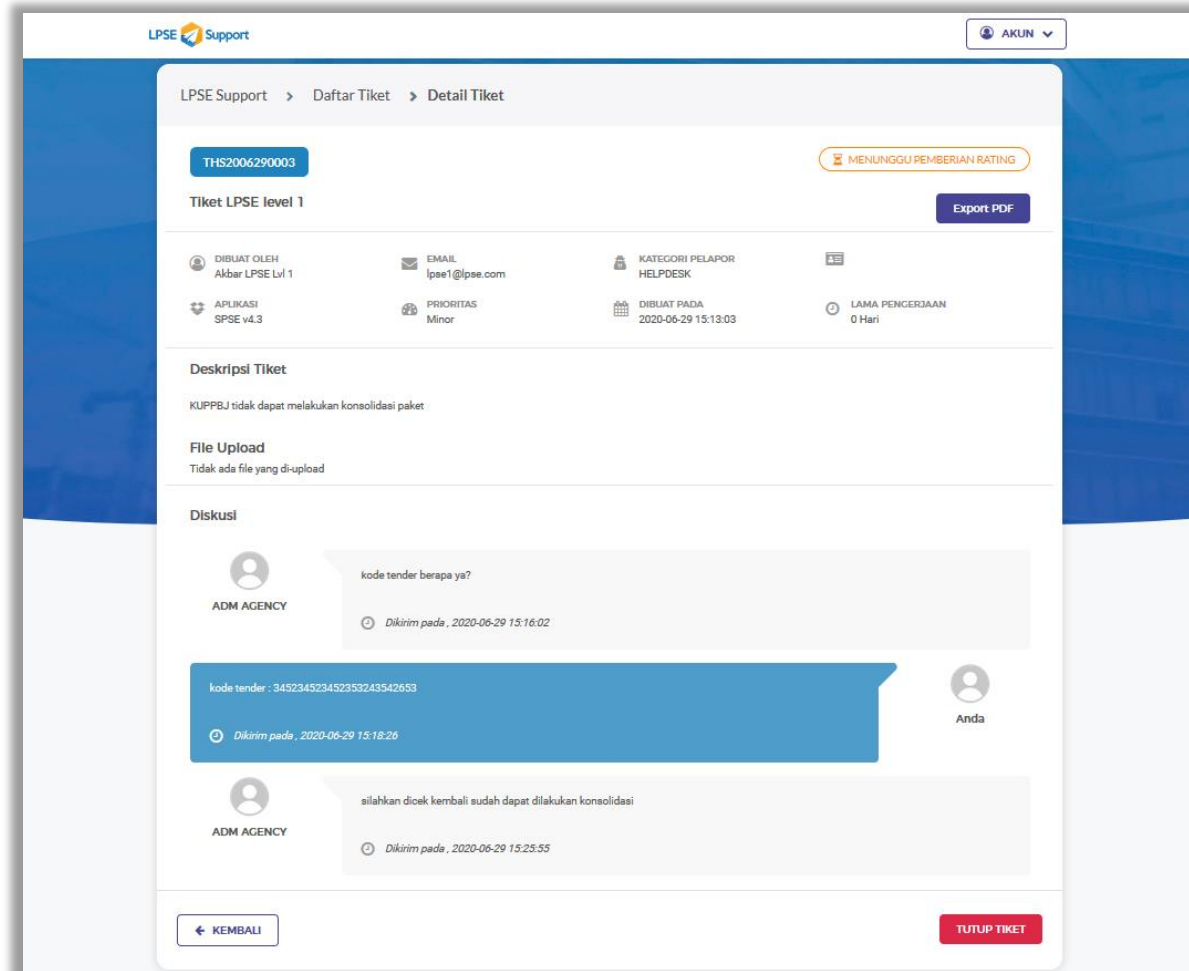 LPSE Support
AKUN
LPSE Support > Daftar Tiket > Detail Tiket
THS2006290003
MENUNGGU PEMBERIAN RATING
Tiket LPSE level 1
Export PDF
DIBUAT OLEH
Akbar LPSE Lvl 1
EMAIL
lpse1@lpse.com
KATEGORI PELAPOR
HELPDESK
APLIKASI
SPSE v4.3
PRIORITAS
Minor
DIBUAT PADA
2020-06-29 15:13:03
LAMA PENGERJAAN
0 Hari
Deskripsi Tiket
KUPPBJ tidak dapat melakukan konsolidasi paket
File Upload
Tidak ada file yang di-upload
Diskusi
ADM AGENCY
kode tender berapa ya?
Dikirim pada , 2020-06-29 15:16:02
kode tender : 345234523452353243542653
Dikirim pada , 2020-06-29 15:18:26
Anda
ADM AGENCY
silahkan dicek kembali sudah dapat dilakukan konsolidasi
Dikirim pada , 2020-06-29 15:25:55
KEMBALI
TUTUP TIKET